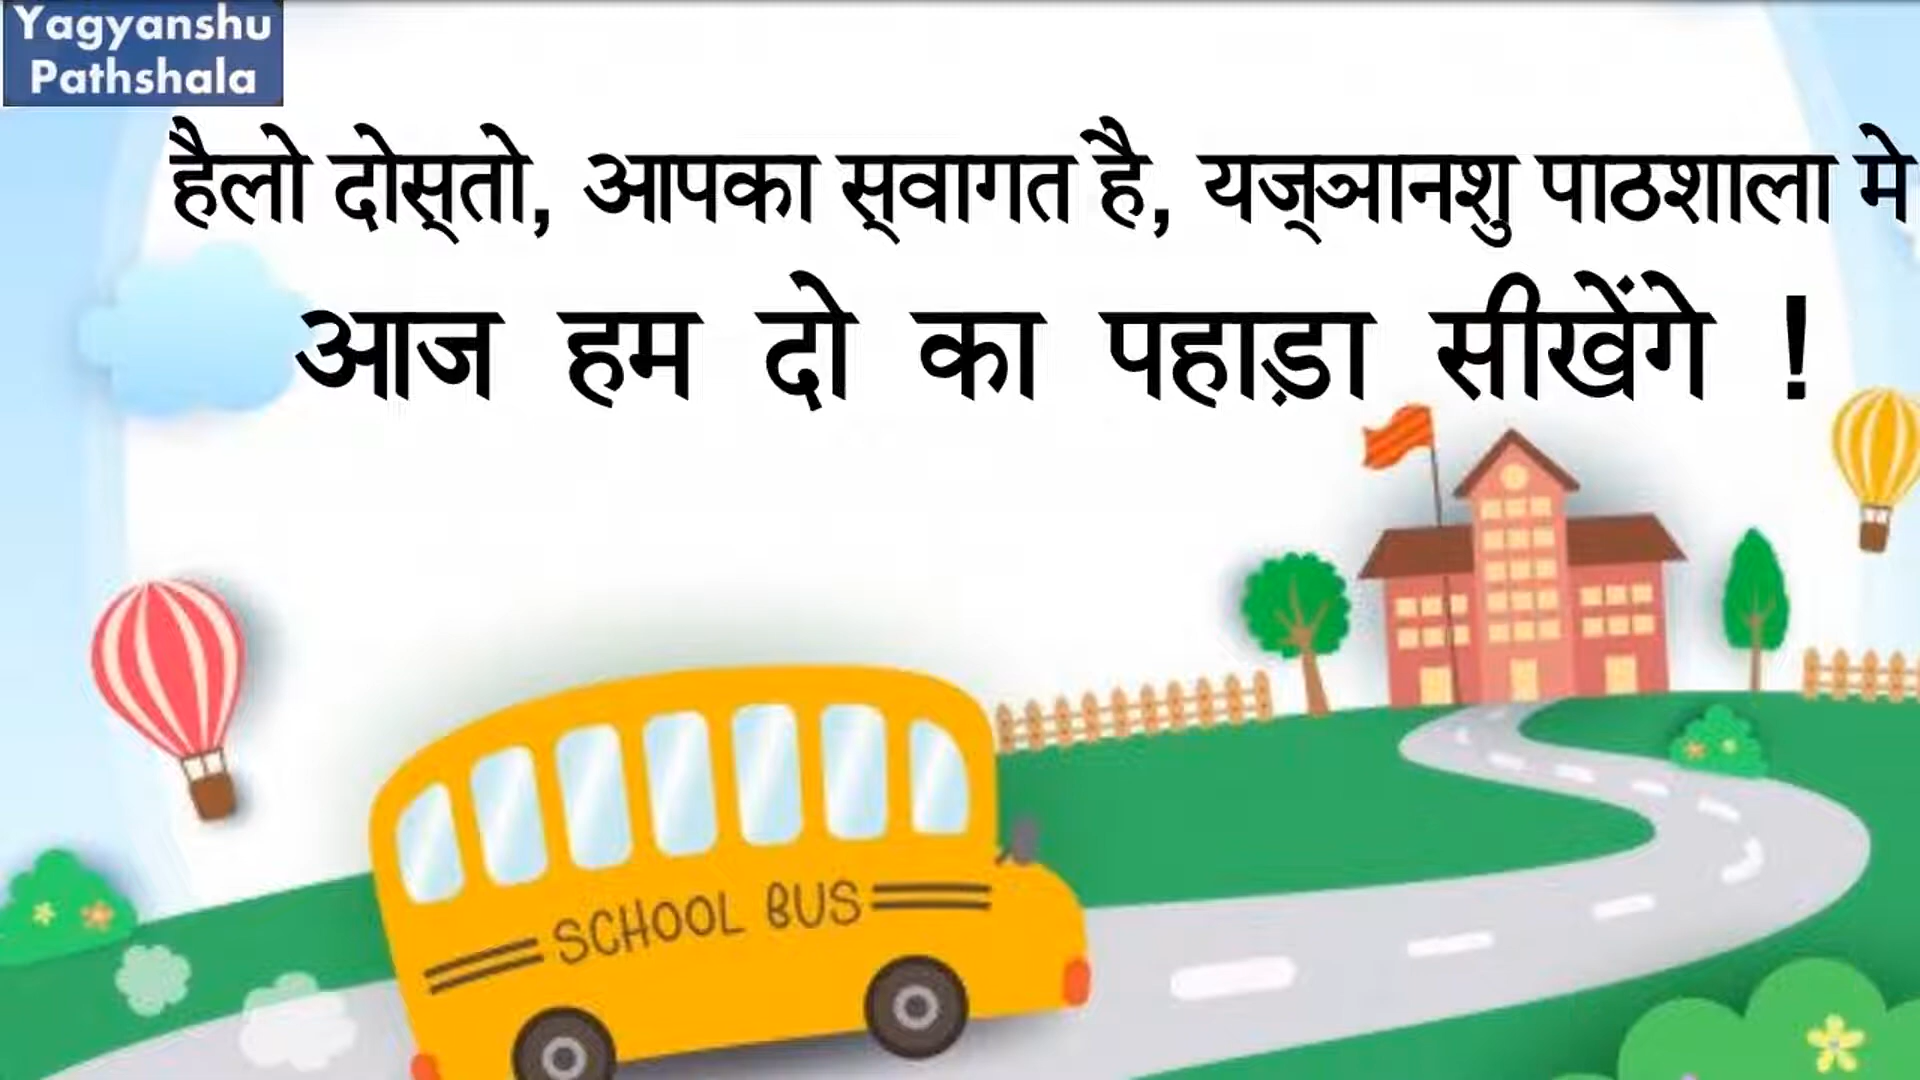 Yagyanshu
Pathshala
हैलो दोस्तो, आपका स्वागत है, यज्ञानशु पाठशाला मे
आज हम दो का पहाड़ा सीखेंगे !
SCHOOL BUS